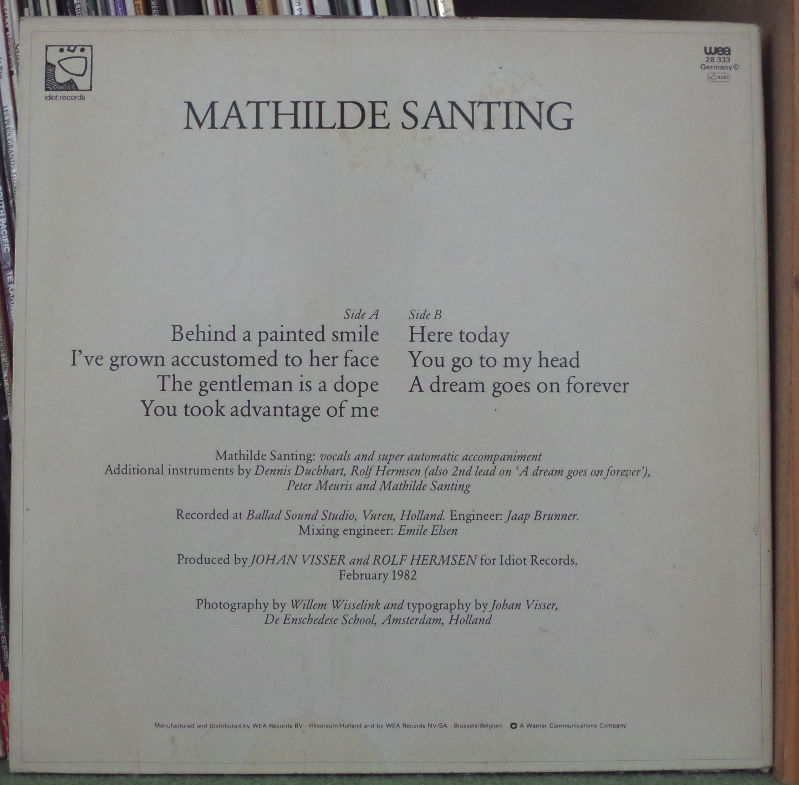 idiot records
wea
28 333
Germany ©
MATHILDE SANTING
Side A
Behind a painted smile
I've grown accustomed to her face
The gentleman is a dope
You took advantage of me
Side B
Here today
You go to my head
A dream goes on forever
Mathilde Santing: vocals and super automatic accompaniment
Additional instruments by Dennis Duchhart, Rolf Hermsen (also 2nd lead on ‘A dream goes on forever’),
Peter Meuris and Mathilde Santing
Recorded at Ballad Sound Studio, Vuren, Holland. Engineer: Jaap Brunner.
Mixing engineer: Emile Elsen
Produced by JOHAN VISSER and ROLF HERMSEN for Idiot Records,
February 1982
Photography by Willem Wisselink and typography by Johan Visser,
De Enschedese School, Amsterdam, Holland
Manufactured and Distributed by WEA Records BV · Hilversum/Holland and by WEA Records NV/SA · Brussels/Belgium · A Warner Communications Company
SOUTH PACIFIC